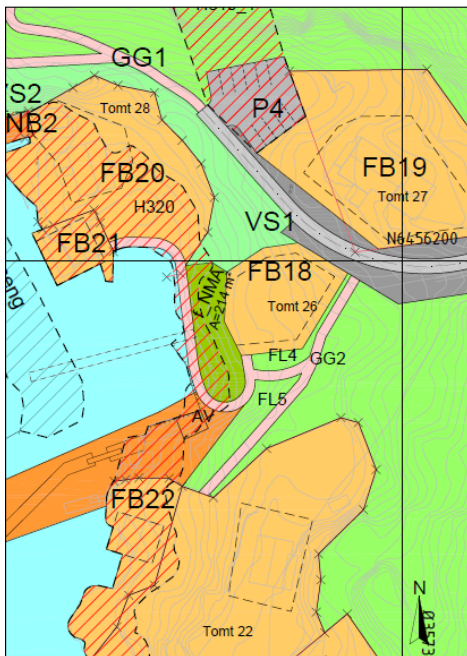 GG1
P4
VS2
Tomt 28
NB2
FB20
FB19
Tomt 27
H320
VS1
N6456200
FB21
FB18
_NMA
A=214 m²
Tomt 26
FL4
GG2
FL5
AV
FB22
N
Tomt 22